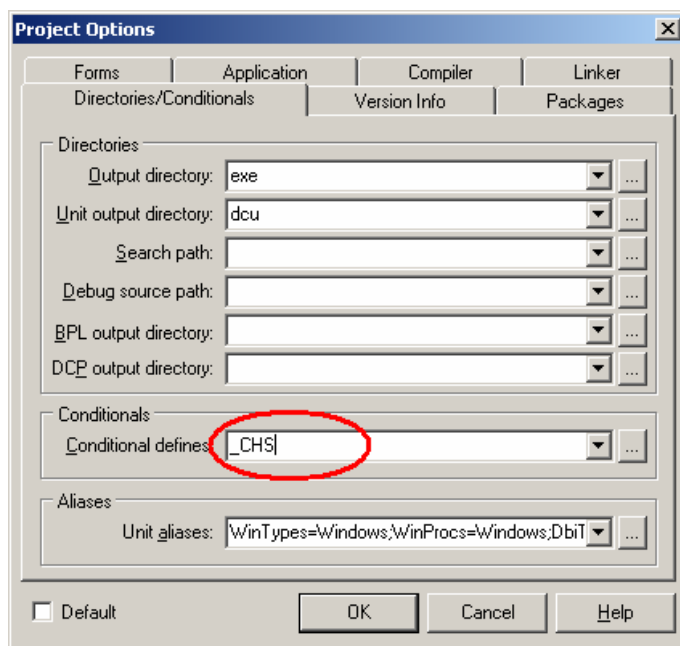 Project Options
Forms Application Compiler Linker
Directories/Conditionals Version Info Packages
Directories
Output directory: exe ...
Unit output directory: dcu ...
Search path: ...
Debug source path: ...
BPL output directory: ...
DCP output directory: ...
Conditionals
Conditional defines: _CHS ...
Aliases
Unit aliases: WinTypes=Windows;WinProcs=Windows;DbiT ...
Default OK Cancel Help